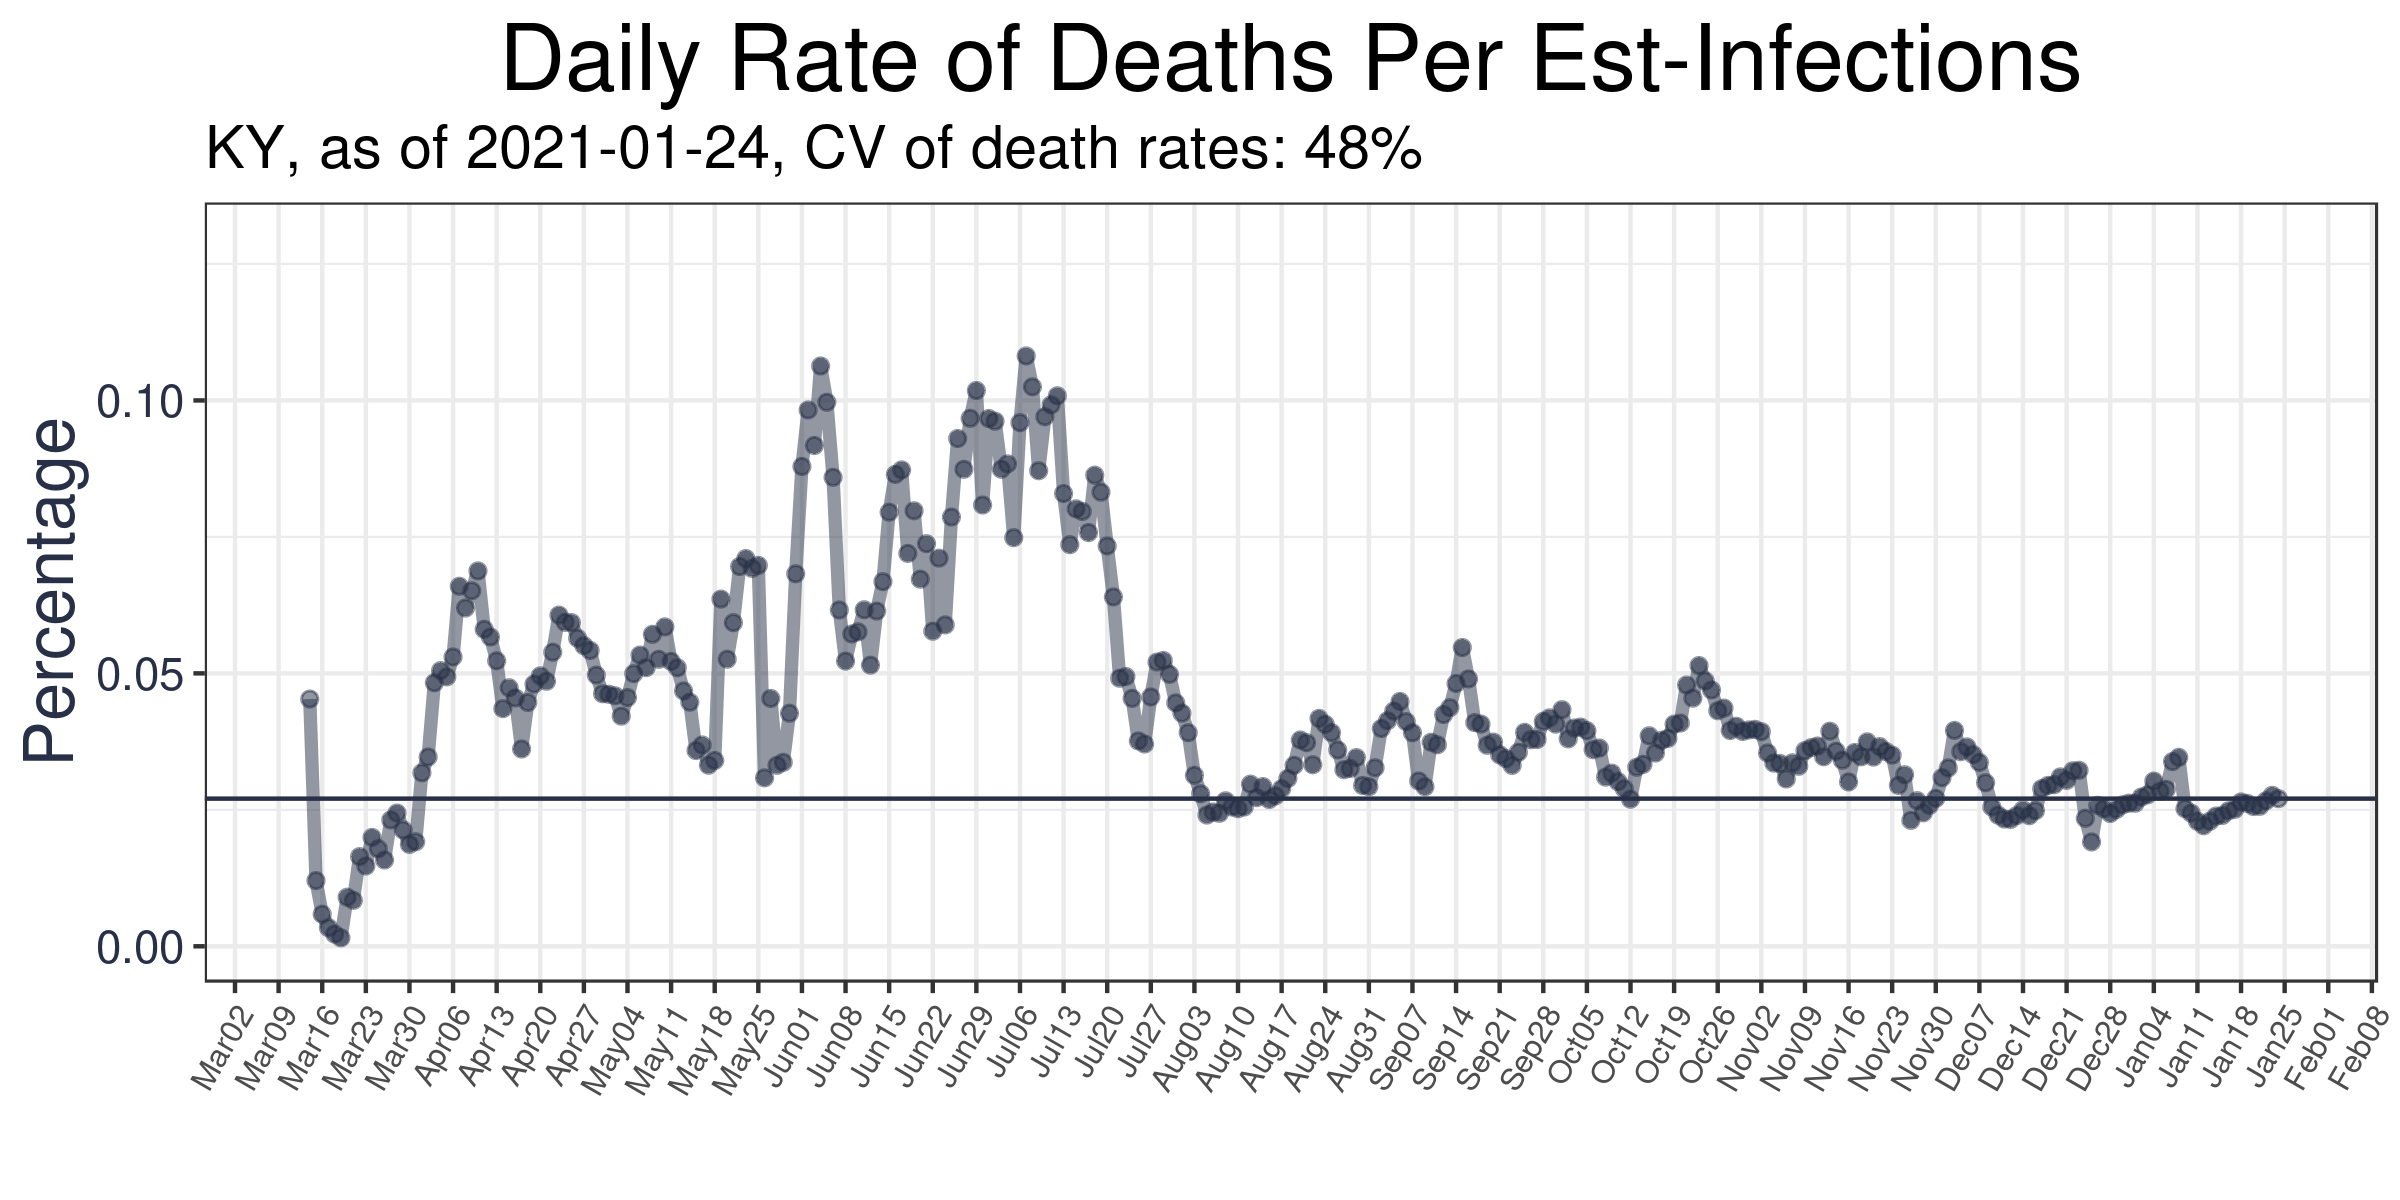 Daily Rate of Deaths Per Est-Infections
KY, as of 2021-01-24, CV of death rates: 48%
Percentage
0.10
0.05
0.00
Mar02
Mar09
Mar16
Mar23
Mar30
Apr06
Apr13
Apr20
Apr27
May04
May11
May18
May25
Jun01
Jun08
Jun15
Jun22
Jun29
Jul06
Jul13
Jul20
Jul27
Aug03
Aug10
Aug17
Aug24
Aug31
Sep07
Sep14
Sep21
Sep28
Oct05
Oct12
Oct19
Oct26
Nov02
Nov09
Nov16
Nov23
Nov30
Dec07
Dec14
Dec21
Dec28
Jan04
Jan11
Jan18
Jan25
Feb01
Feb08